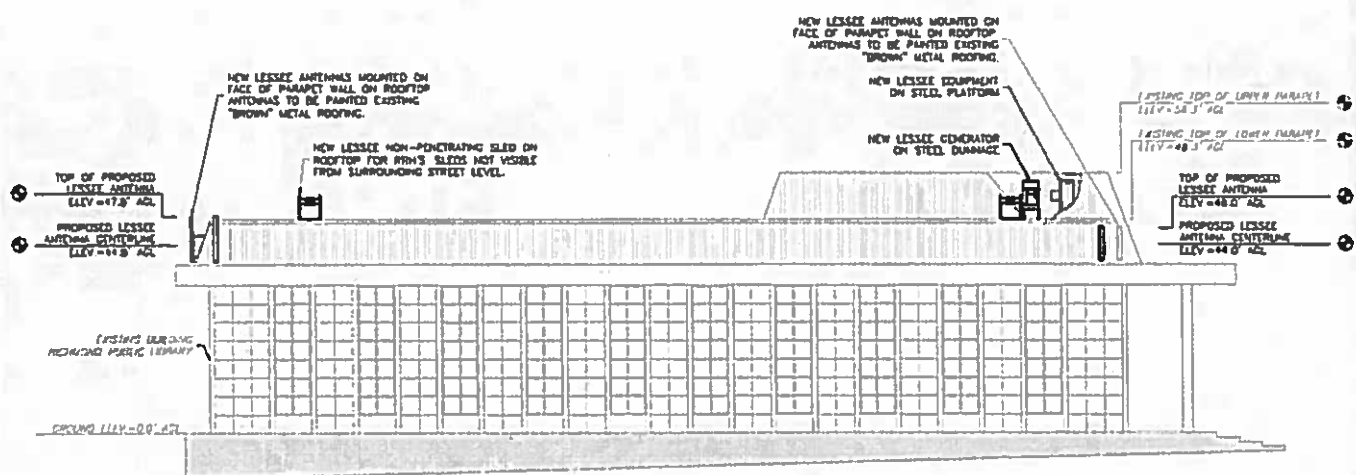 NEW LESSEE ANTENNAS MOUNTED ON
FACE OF PARAPET WALL ON ROOFTOP
ANTENNAS TO BE PAINTED EXISTING
"BROWN" METAL ROOFING.
NEW LESSEE EQUIPMENT
ON STEEL PLATFORM
NEW LESSEE GENERATOR
ON STEEL DUNNAGE
NEW LESSEE ANTENNAS MOUNTED ON
FACE OF PARAPET WALL ON ROOFTOP
ANTENNAS TO BE PAINTED EXISTING
"BROWN" METAL ROOFING.
NEW LESSEE NON-PENETRATING SLED ON
ROOFTOP FOR RRH'S SLEDS NOT VISIBLE
FROM SURROUNDING STREET LEVEL.
EXISTING TOP OF UPPER PARAPET
AGL
EXISTING TOP OF LOWER PARAPET
AGL
TOP OF PROPOSED
LESSEE ANTENNA
AGL
PROPOSED LESSEE
ANTENNA CENTERLINE
AGL
TOP OF PROPOSED
LESSEE ANTENNA
ELEV=48.0' AGL
PROPOSED LESSEE
ANTENNA CENTERLINE
ELEV=44.0' AGL
EXISTING BUILDING
PUBLIC LIBRARY
GROUND ELEV=0.0' AGL